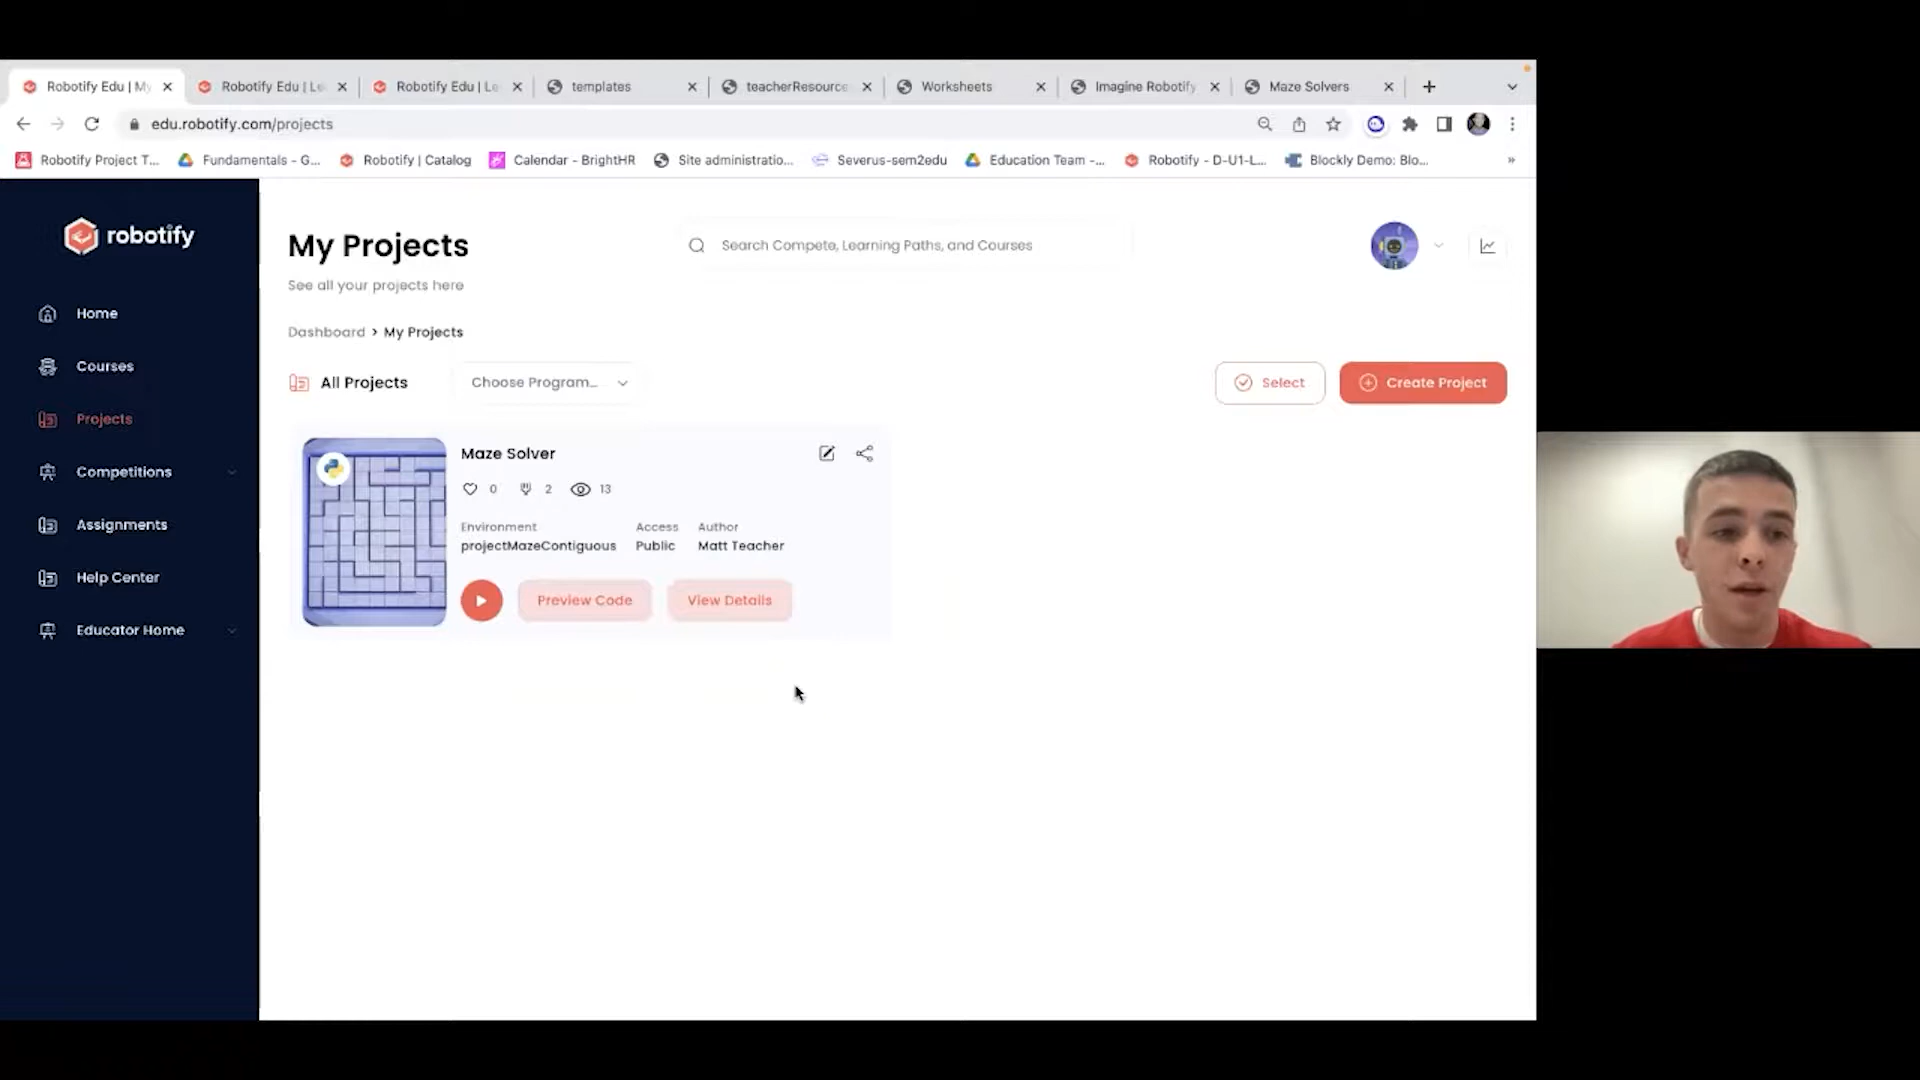 Robotify Edu | My
Robotify Edu | Le
Robotify Edu | Le
templates
teacherResource
Worksheets
Imagine Robotify
Maze Solvers
edu.robotify.com/projects
Robotify Project T...
Fundamentals - G...
Robotify | Catalog
Calendar - BrightHR
Site administratio...
Severus-sem2edu
Education Team -...
Robotify - D-U1-L...
Blockly Demo: Blo...
»
robotify
Home
Courses
Projects
Competitions
Assignments
Help Center
Educator Home
My Projects
See all your projects here
Search Compete, Learning Paths, and Courses
Dashboard > My Projects
All Projects
Choose Program...
Select
Create Project
Maze Solver
0 2 13
Environment Access Author
projectMazeContiguous Public Matt Teacher
Preview Code
View Details